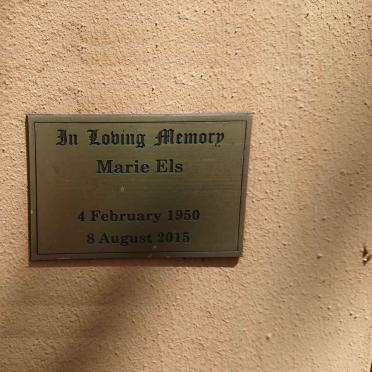 In Loving Memory
Marie Els
4 February 1950
8 August 2015